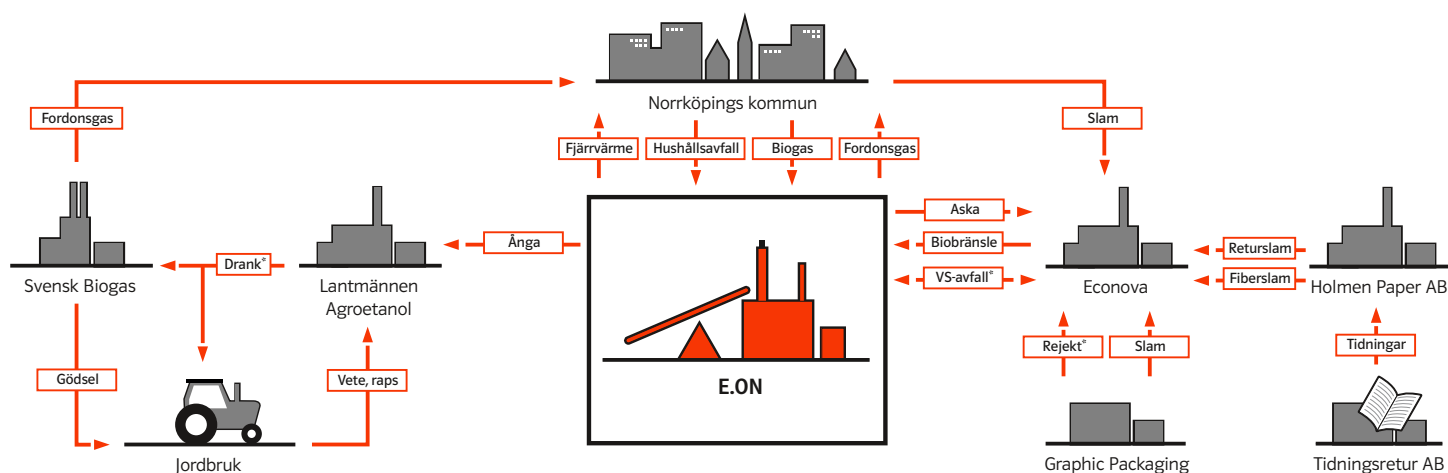 Norrköpings kommun
Fordonsgas
Slam
Fjärrvärme
Hushållsavfall
Biogas
Fordonsgas
Aska
Ånga
Biobränsle
Returslam
Drank*
VS-avfall*
Fiberslam
Svensk Biogas
Lantmännen
Agroetanol
Econova
Holmen Paper AB
Rejekt*
Slam
Tidningar
Gödsel
Vete, raps
E.ON
Jordbruk
Graphic Packaging
Tidningsretur AB